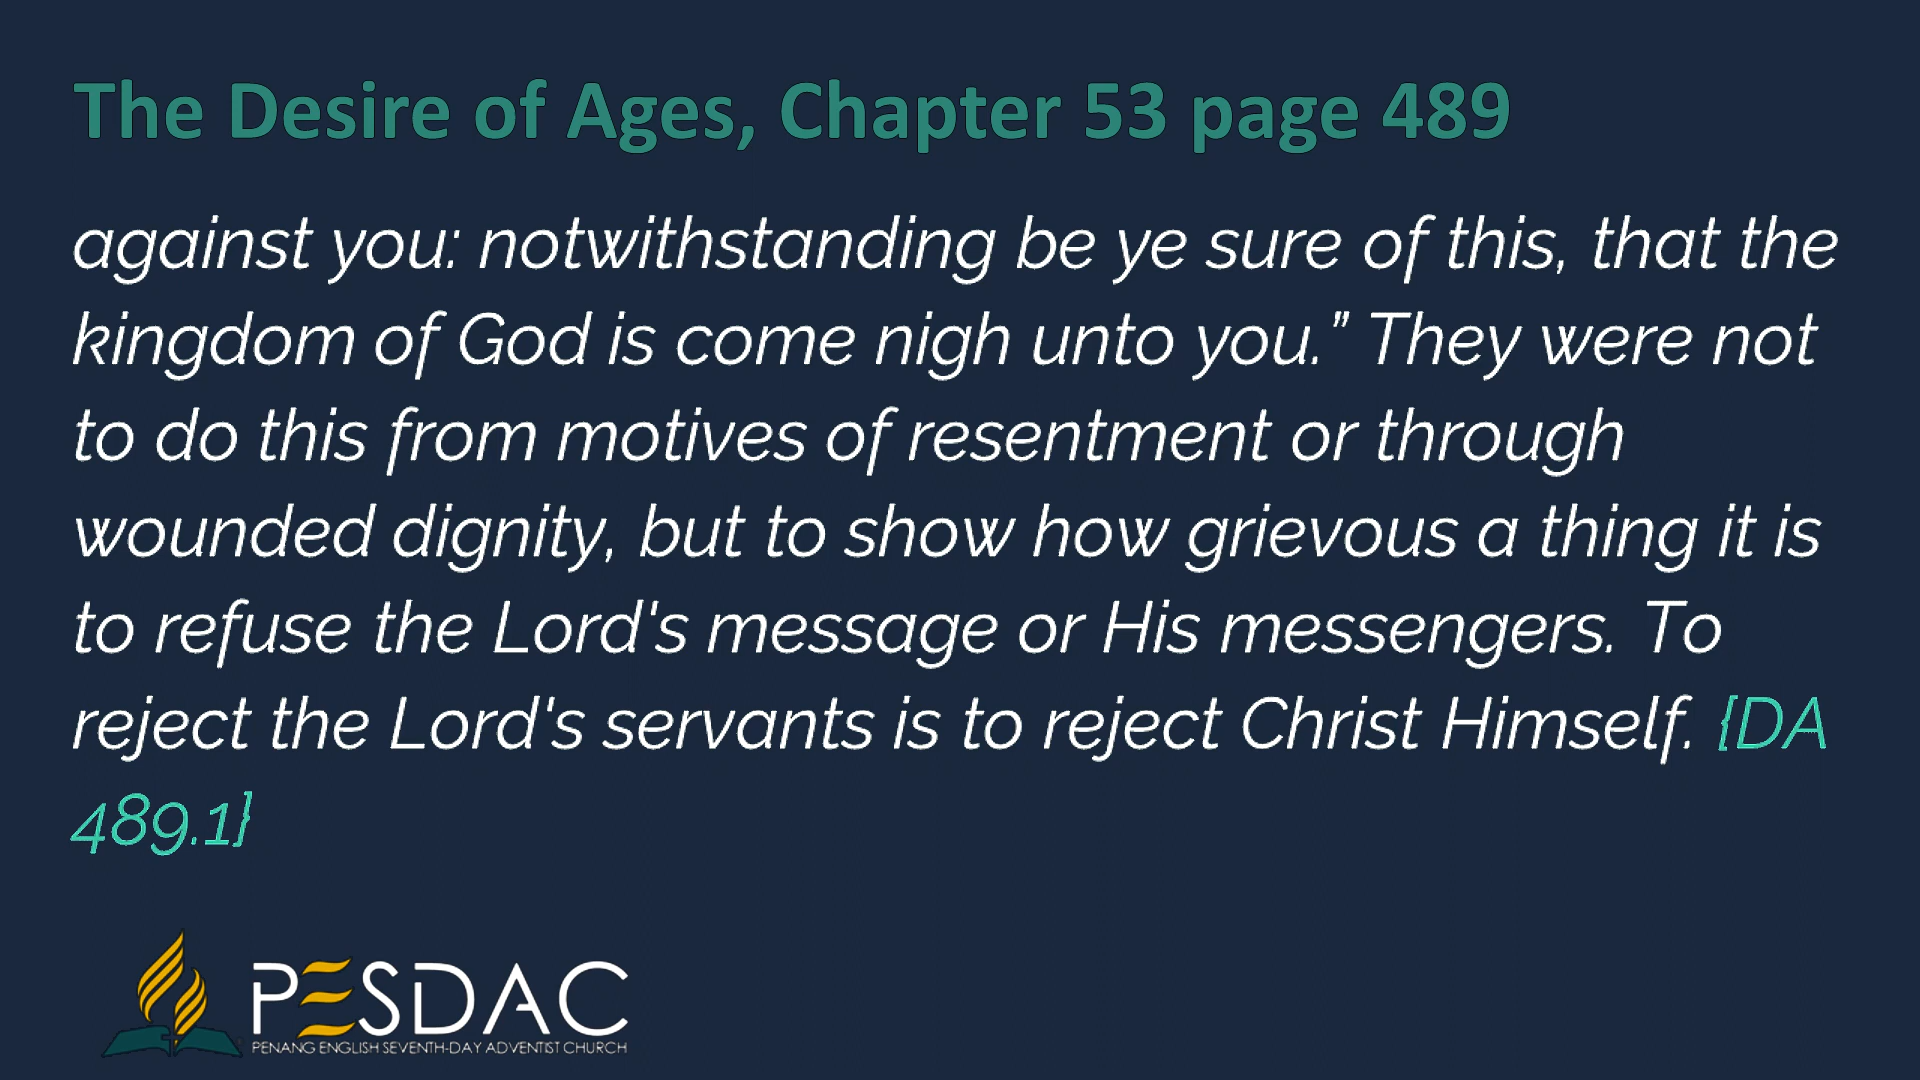 The Desire of Ages, Chapter 53 page 489
against you: notwithstanding be ye sure of this, that the
kingdom of God is come nigh unto you.” They were not
to do this from motives of resentment or through
wounded dignity, but to show how grievous a thing it is
to refuse the Lord's message or His messengers. To
reject the Lord's servants is to reject Christ Himself. {DA
489.1}
PESDAC
PENANG ENGLISH SEVENTH-DAY ADVENTIST CHURCH